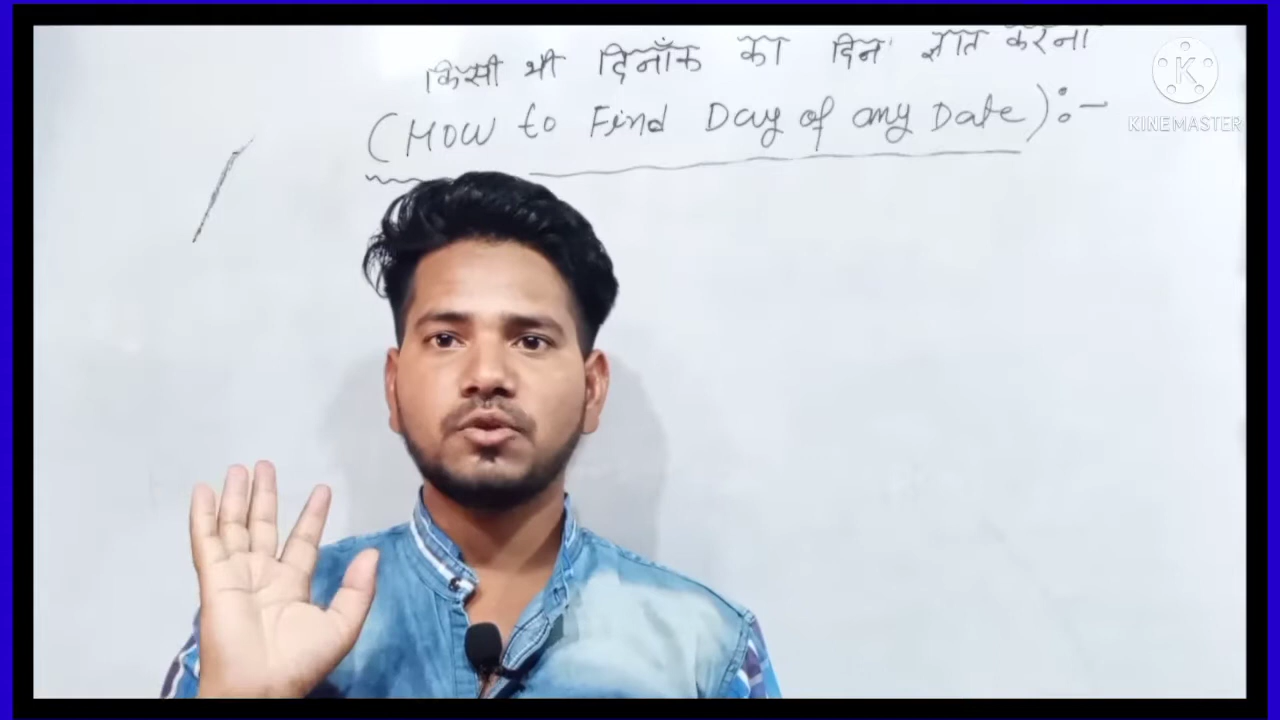 किसी भी दिनाँक का दिन ज्ञात करना
(HOW to Find Day of any Date):-
K
KINEMASTER